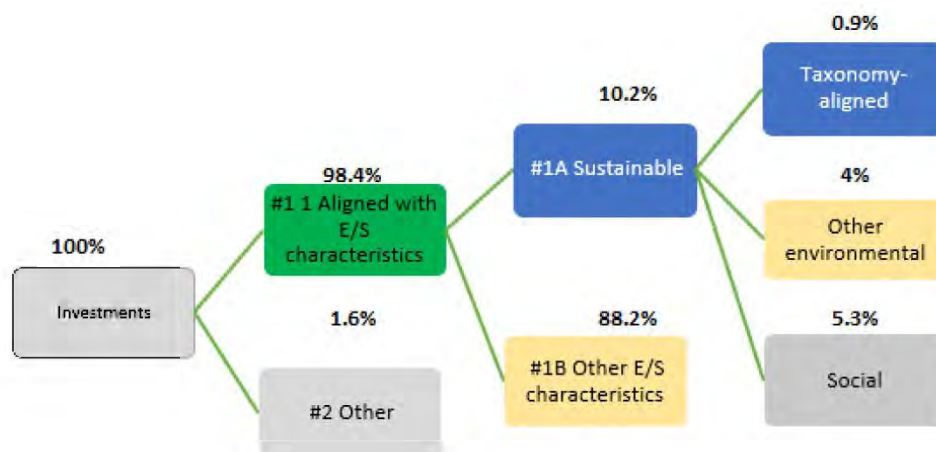 0.9%
Taxonomy-
aligned
10.2%
#1A Sustainable
98.4%
#1 1 Aligned with
E/S
characteristics
4%
Other
environmental
100%
Investments
1.6%
#2 Other
88.2%
#1B Other E/S
characteristics
5.3%
Social